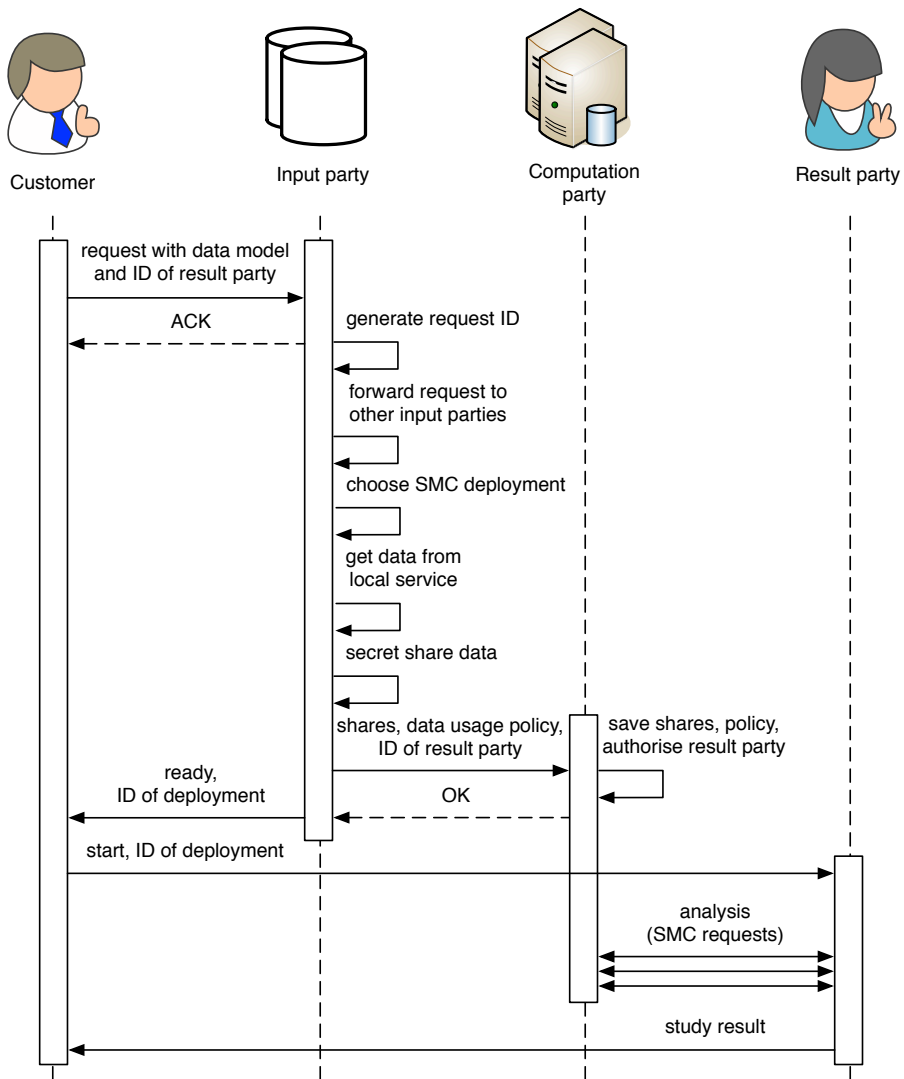 Customer
Input party
Computation
party
Result party
request with data model
and ID of result party
ACK
generate request ID
forward request to
other input parties
choose SMC deployment
get data from
local service
secret share data
shares, data usage policy,
ID of result party
save shares, policy,
authorise result party
ready,
ID of deployment
OK
start, ID of deployment
analysis
(SMC requests)
study result